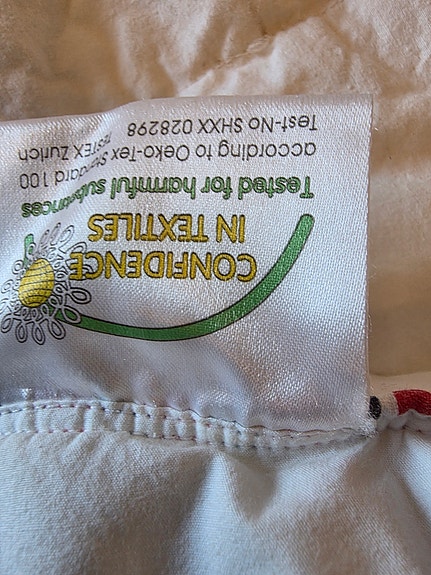 CONFIDENCE
IN TEXTILES
Tested for harmful substances
according to Oeko-Tex Standard 100
Test-No SHXX 028298 TESTEX Zurich